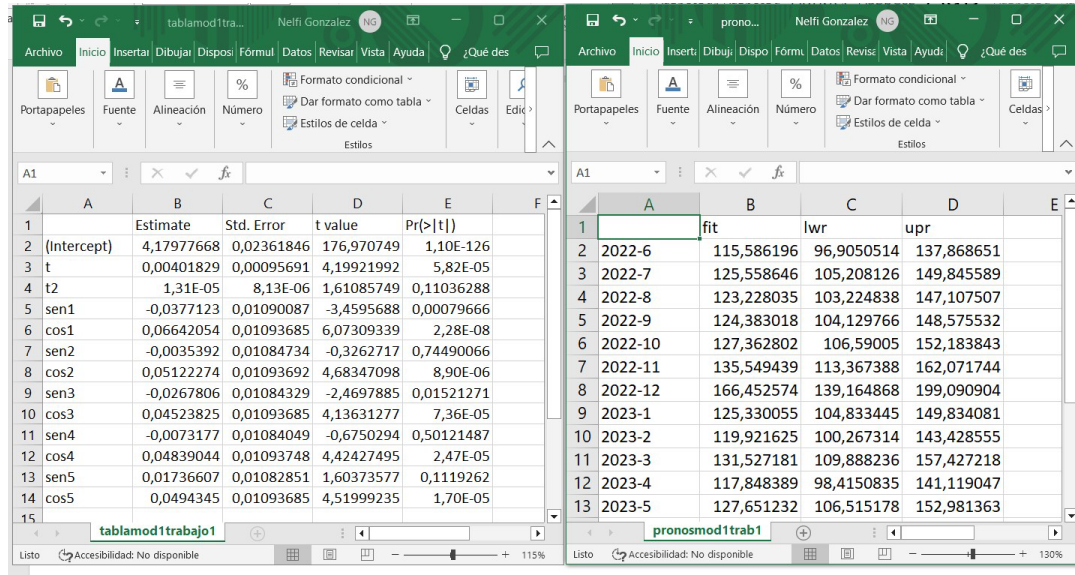 tablamod1tra... Nelfi Gonzalez NG
Archivo Inicio Insertar Dibujar Disposi Fórmul Datos Revisar Vista Ayuda ¿Qué des
Portapapeles Fuente Alineación Número
Formato condicional
Dar formato como tabla
Estilos de celda
Estilos
Celdas Edic
A1 fx
A B C D E F
1 Estimate Std. Error t value Pr(>|t|)
2 (Intercept) 4,17977668 0,02361846 176,970749 1,10E-126
3 t 0,00401829 0,00095691 4,19921992 5,82E-05
4 t2 1,31E-05 8,13E-06 1,61085749 0,11036288
5 sen1 -0,0377123 0,01090087 -3,4595688 0,00079666
6 cos1 0,06642054 0,01093685 6,07309339 2,28E-08
7 sen2 -0,0035392 0,01084734 -0,3262717 0,74490066
8 cos2 0,05122274 0,01093692 4,68347098 8,90E-06
9 sen3 -0,0267806 0,01084329 -2,4697885 0,01521271
10 cos3 0,04523825 0,01093685 4,13631277 7,36E-05
11 sen4 -0,0073177 0,01084049 -0,6750294 0,50121487
12 cos4 0,04839044 0,01093748 4,42427495 2,47E-05
13 sen5 0,01736607 0,01082851 1,60373577 0,1119262
14 cos5 0,0494345 0,01093685 4,51999235 1,70E-05
15
tablamod1trabajo1
Listo Accesibilidad: No disponible 115%
prono... Nelfi Gonzalez NG
Archivo Inicio Inserta Dibuja Dispo Fórmu Datos Revisa Vista Ayuda ¿Qué des
Portapapeles Fuente Alineación Número
Formato condicional
Dar formato como tabla
Estilos de celda
Estilos
Celdas
A1 fx
A B C D E
1 fit lwr upr
2 2022-6 115,586196 96,9050514 137,868651
3 2022-7 125,558646 105,208126 149,845589
4 2022-8 123,228035 103,224838 147,107507
5 2022-9 124,383018 104,129766 148,575532
6 2022-10 127,362802 106,59005 152,183843
7 2022-11 135,549439 113,367388 162,071744
8 2022-12 166,452574 139,164868 199,090904
9 2023-1 125,330055 104,833445 149,834081
10 2023-2 119,921625 100,267314 143,428555
11 2023-3 131,527181 109,888236 157,427218
12 2023-4 117,848389 98,4150835 141,119047
13 2023-5 127,651232 106,515178 152,981363
pronosmod1trab1
Listo Accesibilidad: No disponible 130%